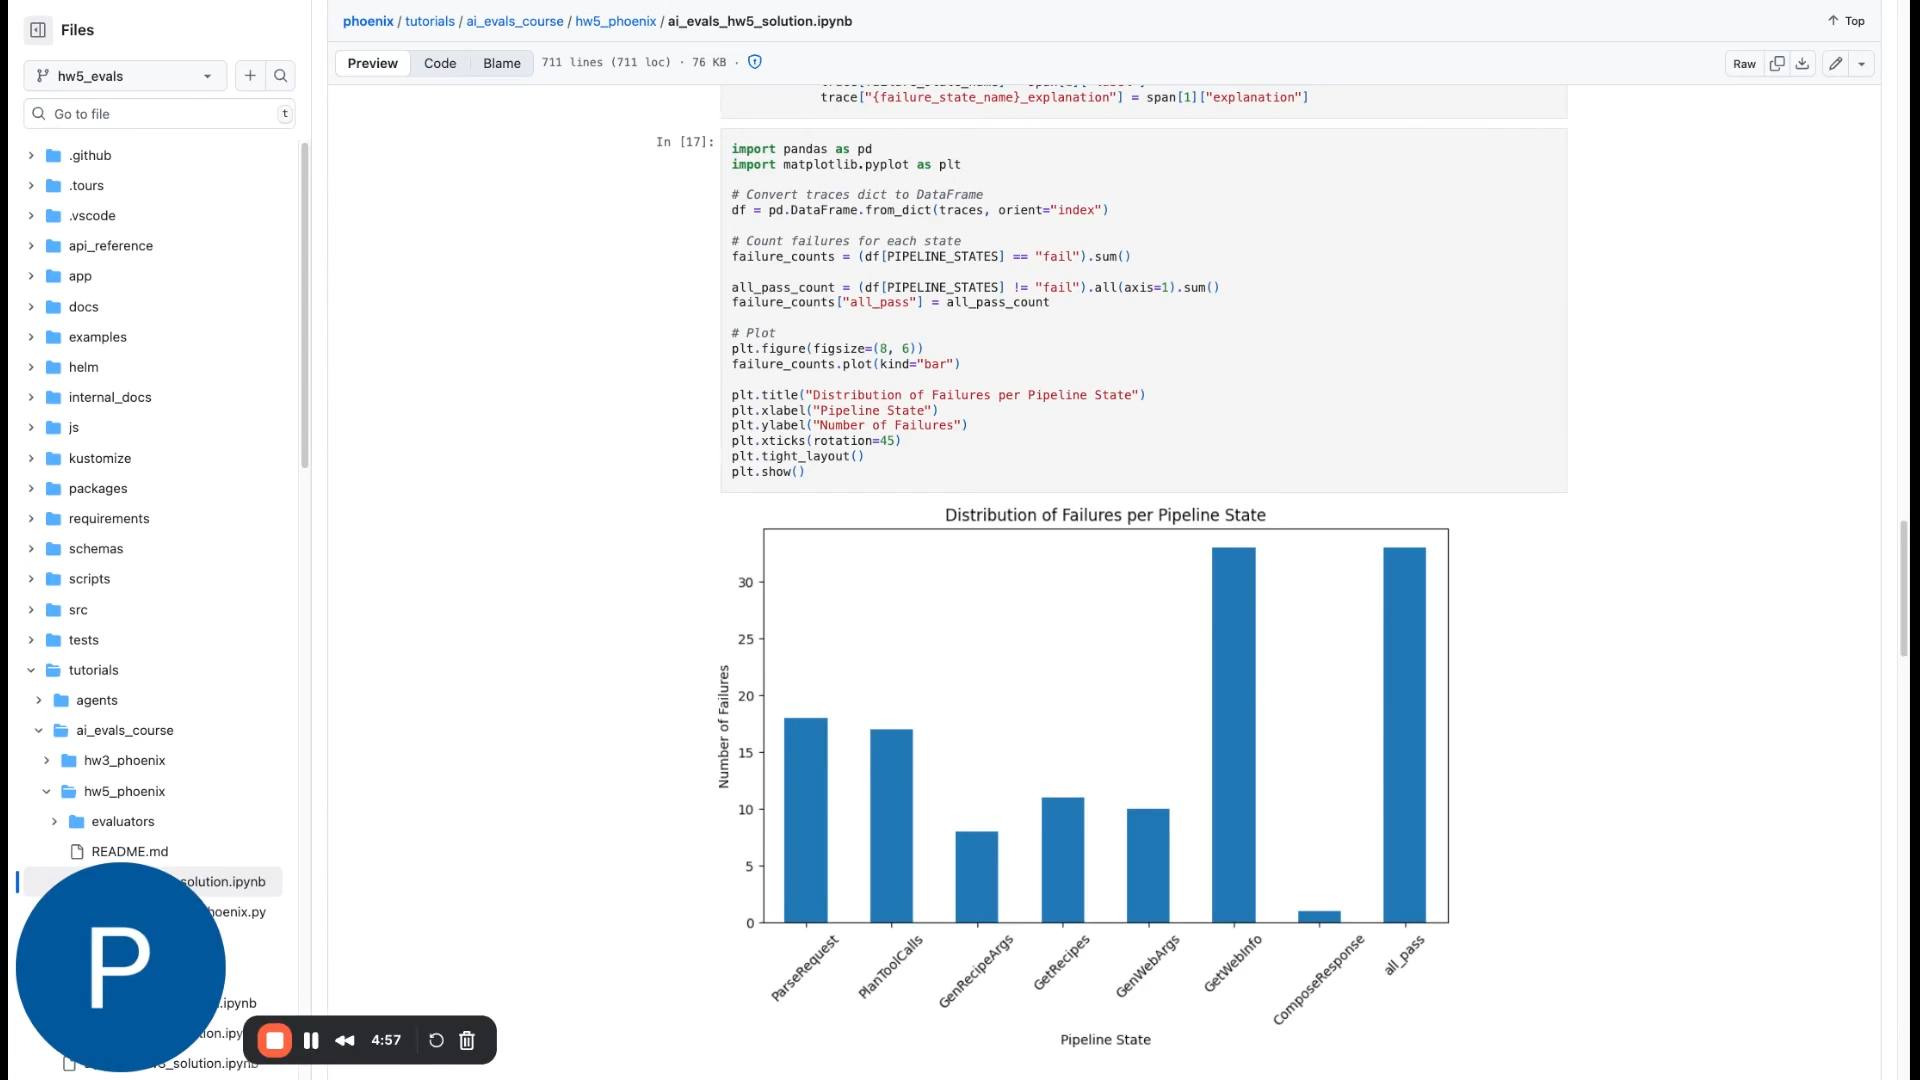 Files
phoenix / tutorials / ai_evals_course / hw5_phoenix / ai_evals_hw5_solution.ipynb
Top
hw5_evals
Preview Code Blame 711 lines (711 loc) · 76 KB ·
Raw
Go to file t
.github
.tours
.vscode
api_reference
app
docs
examples
helm
internal_docs
js
kustomize
packages
requirements
schemas
scripts
src
tests
tutorials
agents
ai_evals_course
hw3_phoenix
hw5_phoenix
evaluators
README.md
solution.ipynb
hoenix.py
.ipynb
tion.ipy
_solution.ipynb
P
4:57
trace["{failure_state_name}_explanation"] = span[1]["explanation"]
In [17]:
import pandas as pd
import matplotlib.pyplot as plt
# Convert traces dict to DataFrame
df = pd.DataFrame.from_dict(traces, orient="index")
# Count failures for each state
failure_counts = (df[PIPELINE_STATES] == "fail").sum()
all_pass_count = (df[PIPELINE_STATES] != "fail").all(axis=1).sum()
failure_counts["all_pass"] = all_pass_count
# Plot
plt.figure(figsize=(8, 6))
failure_counts.plot(kind="bar")
plt.title("Distribution of Failures per Pipeline State")
plt.xlabel("Pipeline State")
plt.ylabel("Number of Failures")
plt.xticks(rotation=45)
plt.tight_layout()
plt.show()
Distribution of Failures per Pipeline State
Number of Failures
30
25
20
15
10
5
0
ParseRequest
PlanToolCalls
GenRecipeArgs
GetRecipes
GenWebArgs
GetWebInfo
ComposeResponse
all_pass
Pipeline State